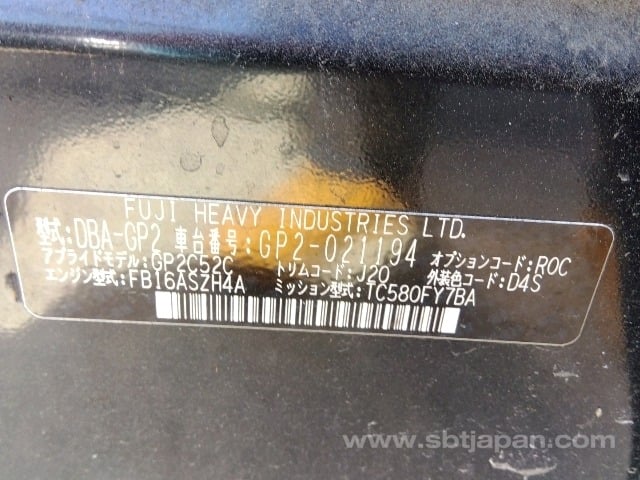 FUJI HEAVY INDUSTRIES LTD.
型式: DBA-GP2 車台番号: GP2-021194
アプライドモデル: GP2C52C トリムコード: J20 オプションコード: ROC
エンジン型式: FB16ASZH4A ミッション型式: TC580FY7BA 外装色コード: D4S
www.sbtjapan.com